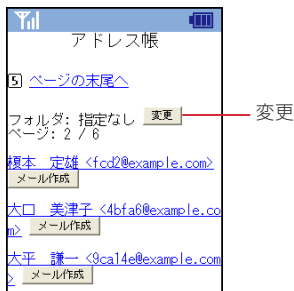 アドレス帳
5 ページの末尾へ
フォルダ: 指定なし 変更
変更
ページ: 2 / 6
榎本 定雄 <fcd2@example.com>
メール作成
大口 美津子 <4bfa6@example.co
m> メール作成
大平 謙一 <9ca14e@example.com
> メール作成